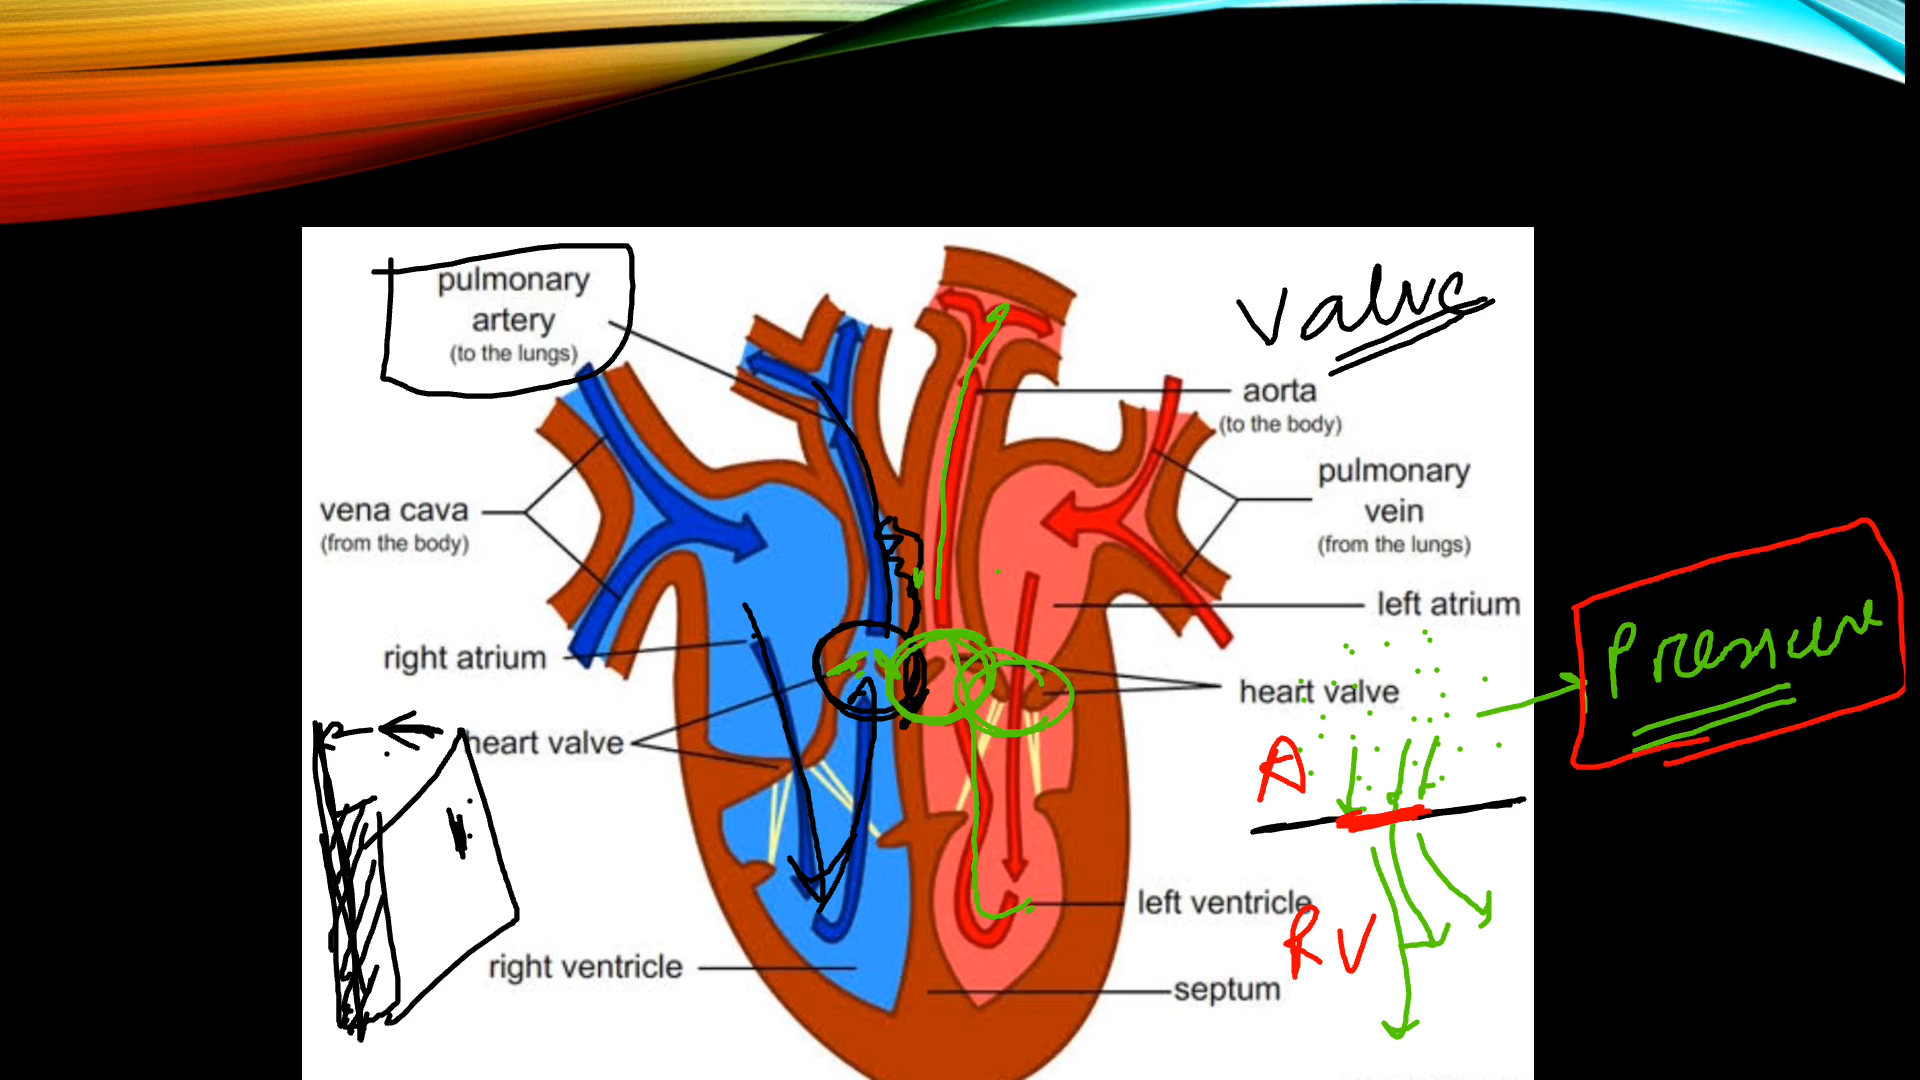 pulmonary
artery
(to the lungs)
valve
aorta
(to the body)
pulmonary
vein
(from the lungs)
vena cava
(from the body)
left atrium
right atrium
Pressure
heart valve
heart valve
A
left ventricle
RV
right ventricle
septum